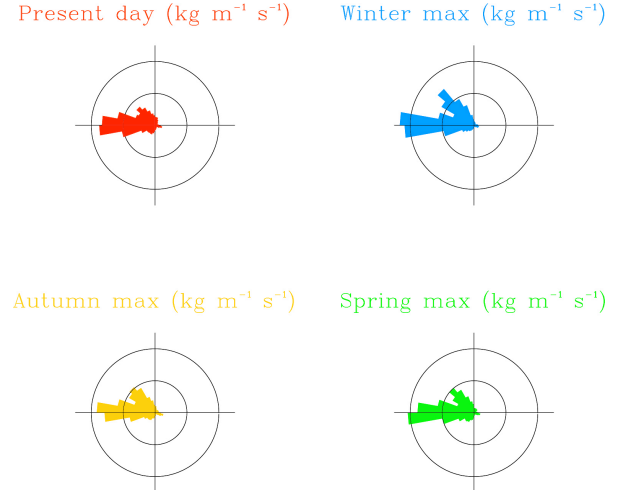 Present day (kg m⁻¹ s⁻¹)
Winter max (kg m⁻¹ s⁻¹)
Autumn max (kg m⁻¹ s⁻¹)
Spring max (kg m⁻¹ s⁻¹)